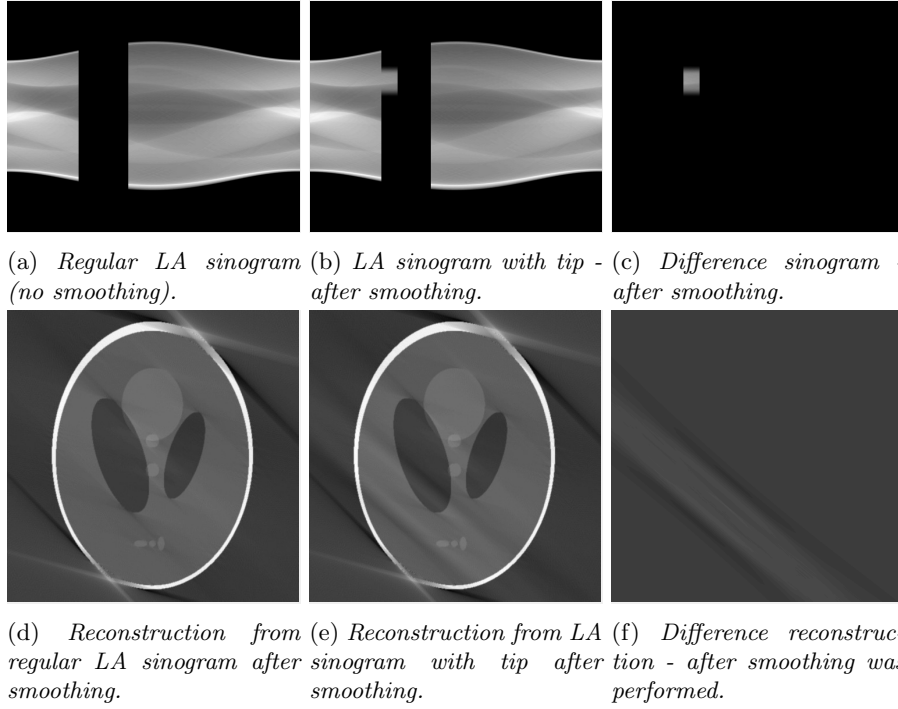 (a) Regular LA sinogram (no smoothing).
(b) LA sinogram with tip - after smoothing.
(c) Difference sinogram - after smoothing.
(d) Reconstruction from regular LA sinogram after smoothing.
(e) Reconstruction from LA sinogram with tip after smoothing.
(f) Difference reconstruc-
tion - after smoothing was
performed.